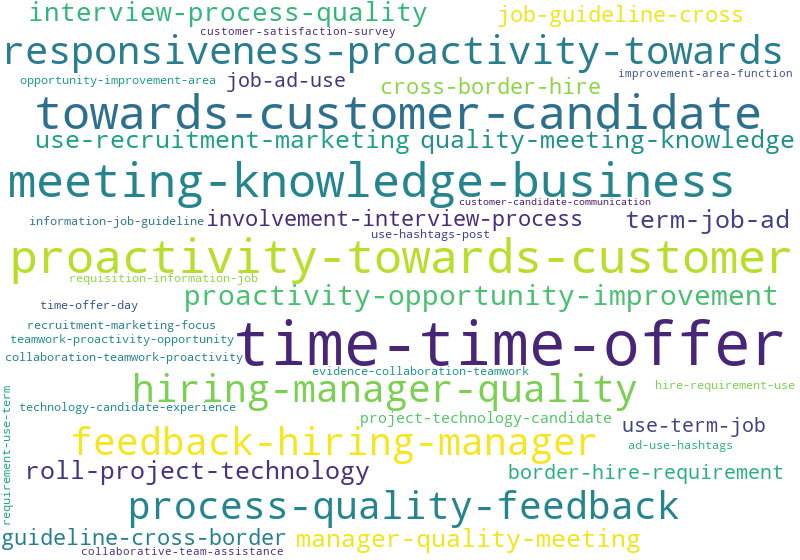 interview-process-quality job-guideline-cross
customer-satisfaction-survey
responsiveness-proactivity-towards
opportunity-improvement-area job-ad-use cross-border-hire improvement-area-function
towards-customer-candidate
use-recruitment-marketing quality-meeting-knowledge
meeting-knowledge-business
customer-candidate-communication
information-job-guideline involvement-interview-process term-job-ad
use-hashtags-post
proactivity-towards-customer
requisition-information-job
proactivity-opportunity-improvement
time-offer-day
recruitment-marketing-focus
teamwork-proactivity-opportunity
time-time-offer
collaboration-teamwork-proactivity
evidence-collaboration-teamwork
hiring-manager-quality hire-requirement-use
technology-candidate-experience
project-technology-candidate
use-term-job
feedback-hiring-manager ad-use-hashtags
roll-project-technology border-hire-requirement
requirement-use-term
process-quality-feedback
guideline-cross-border manager-quality-meeting
collaborative-team-assistance